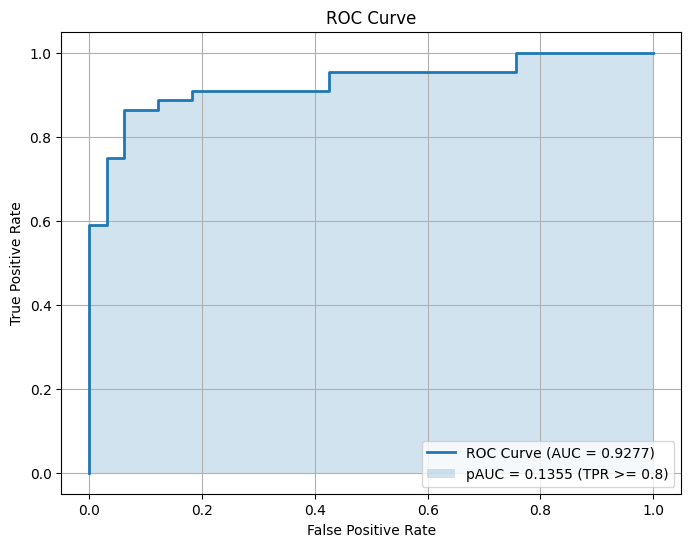 ROC Curve
1.0
0.8
0.6
0.4
0.2
0.0
True Positive Rate
0.0 0.2 0.4 0.6 0.8 1.0
False Positive Rate
ROC Curve (AUC = 0.9277)
pAUC = 0.1355 (TPR >= 0.8)